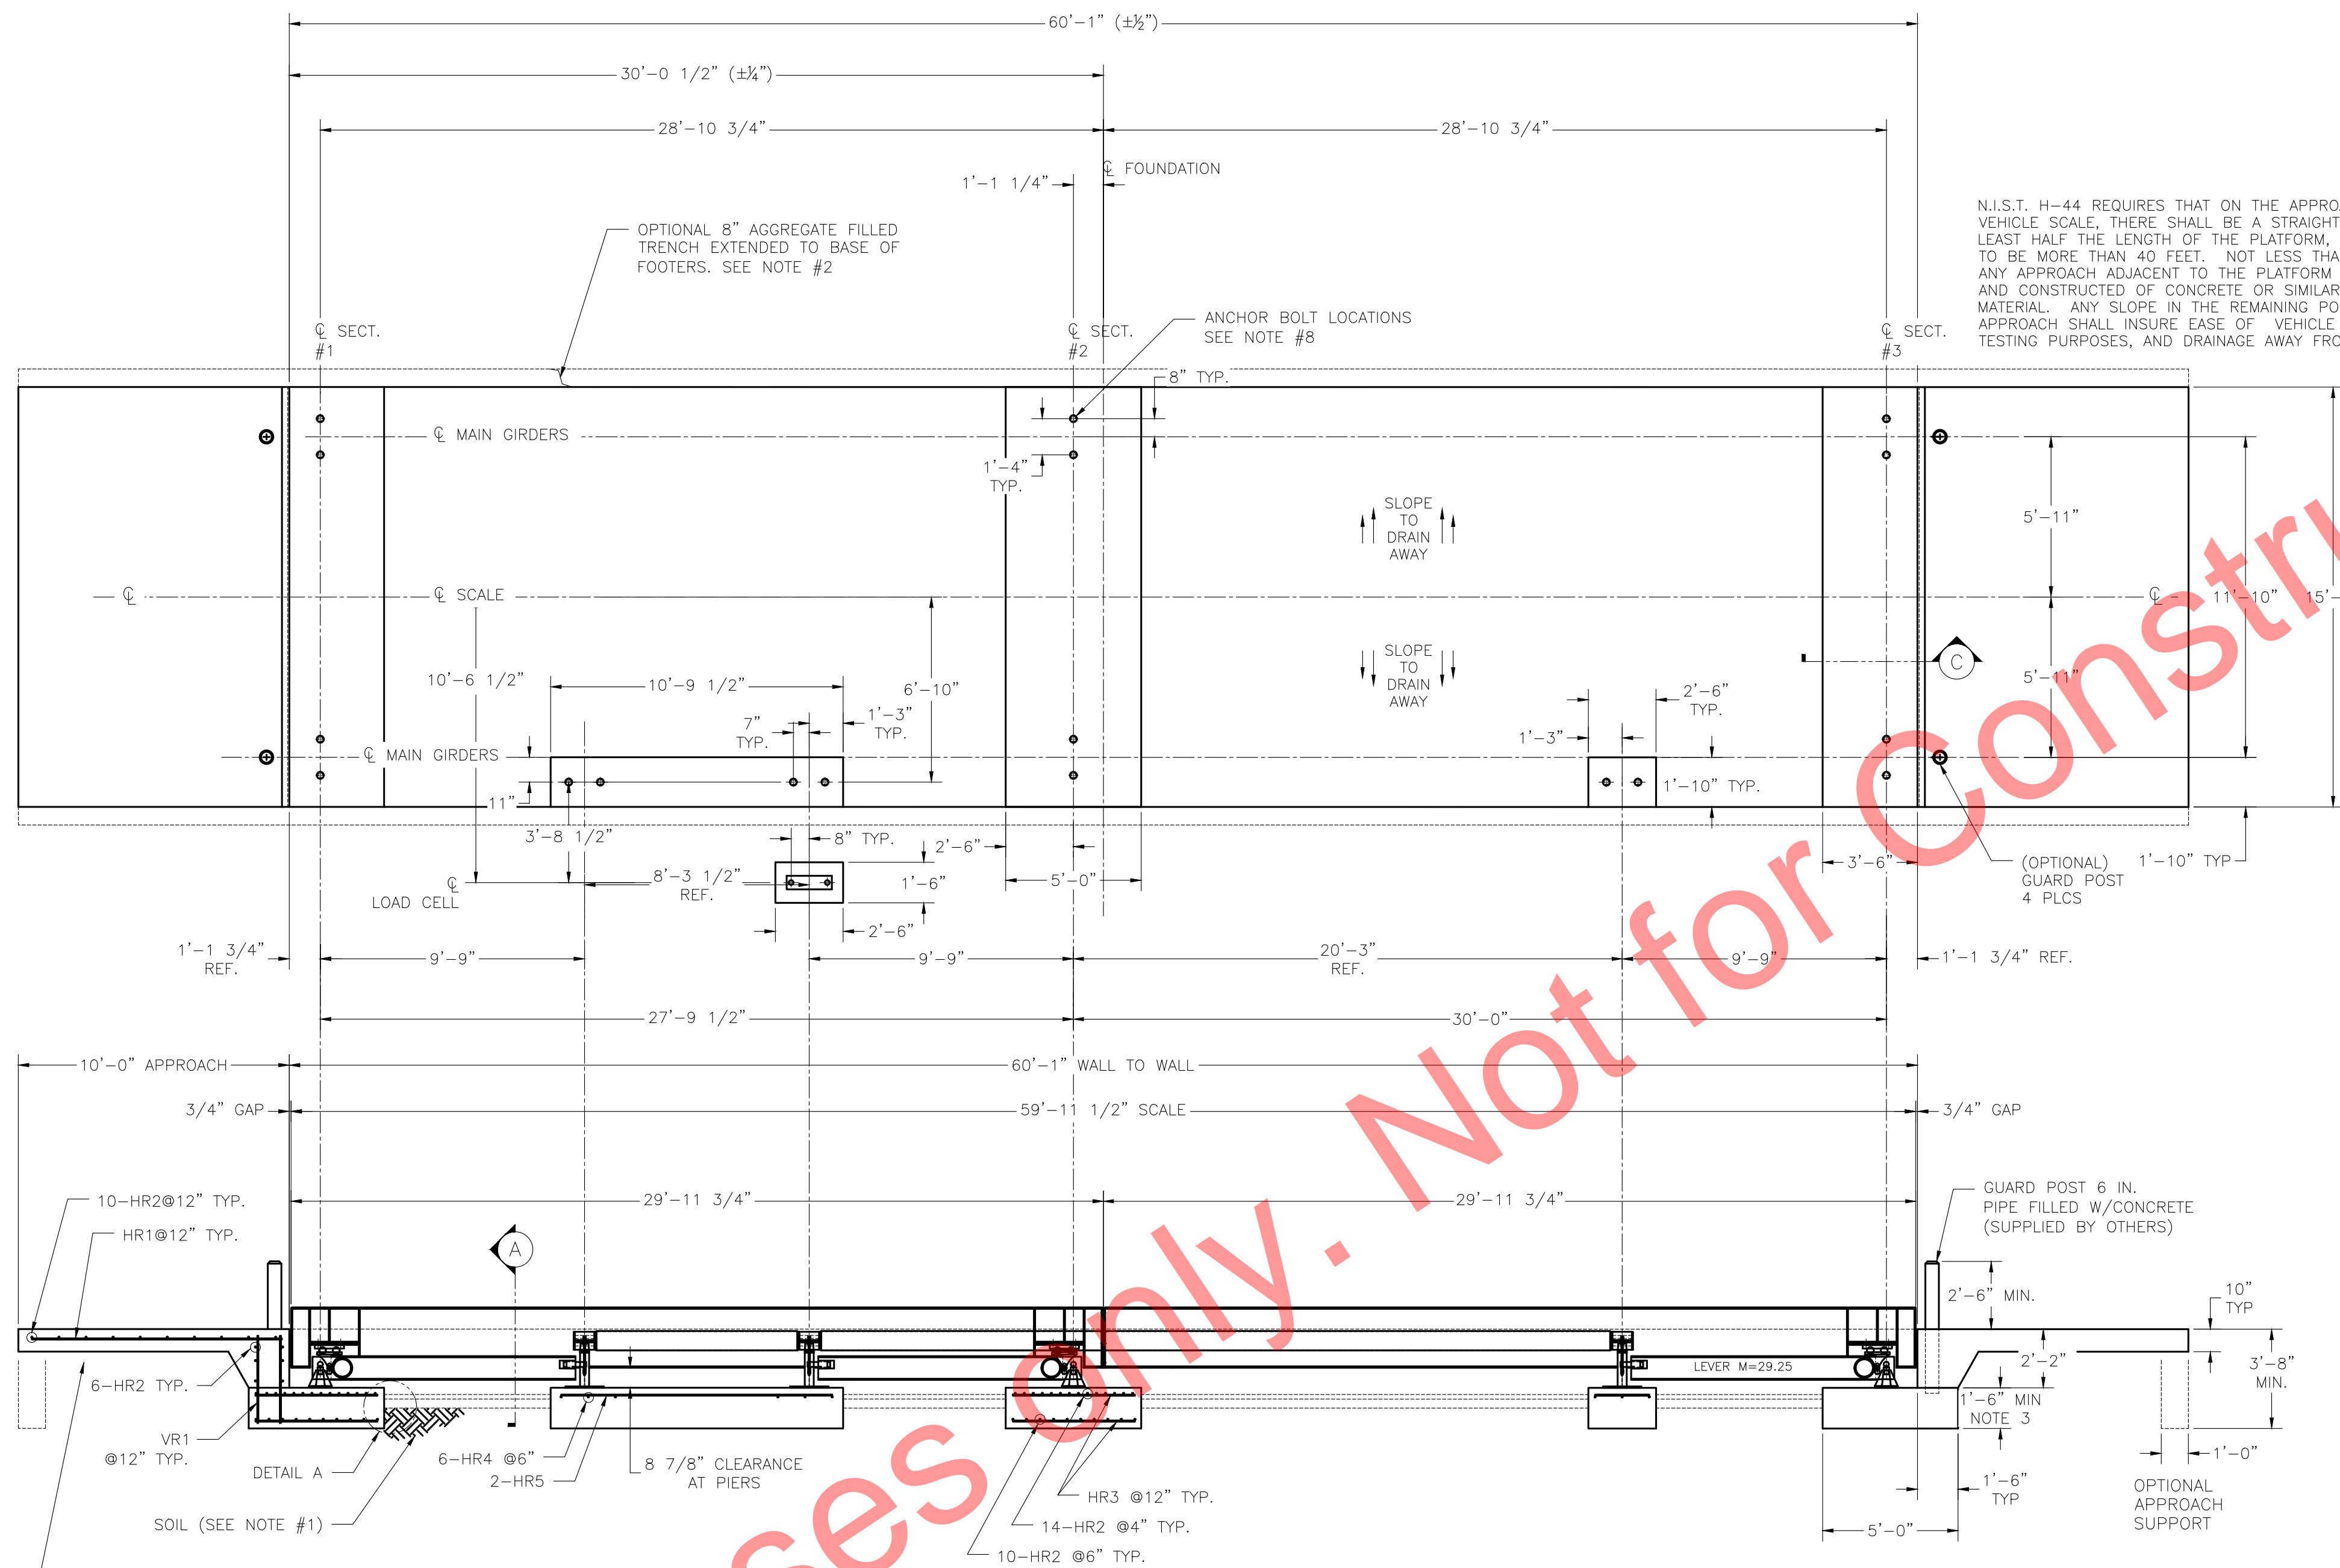 60'-1" (±½")
30'-0 1/2" (±¼")
28'-10 3/4"
28'-10 3/4"
℄ FOUNDATION
1'-1 1/4"
N.I.S.T. H-44 REQUIRES THAT ON THE
VEHICLE SCALE, THERE SHALL BE A STRAIGHT
LEAST HALF THE LENGTH OF THE PLATFORM,
TO BE MORE THAN 40 FEET. NOT LESS
ANY APPROACH ADJACENT TO THE PLATFORM
AND CONSTRUCTED OF CONCRETE OR SIMILAR
MATERIAL. ANY SLOPE IN THE REMAINING
APPROACH SHALL INSURE EASE OF VEHICLE
TESTING PURPOSES, AND DRAINAGE AWAY
OPTIONAL 8" AGGREGATE FILLED
TRENCH EXTENDED TO BASE OF
FOOTERS. SEE NOTE #2
ANCHOR BOLT LOCATIONS
SEE NOTE #8
℄ SECT.
#1
℄ SECT.
#2
℄ SECT.
#3
8" TYP.
℄ MAIN GIRDERS
1'-4"
TYP.
SLOPE
TO
DRAIN
AWAY
5'-11"
℄
℄ SCALE
℄
11'-10"
15'-
SLOPE
TO
DRAIN
AWAY
C
5'-11"
10'-6 1/2"
10'-9 1/2"
6'-10"
7"
TYP.
1'-3"
TYP.
2'-6"
TYP.
1'-3"
℄ MAIN GIRDERS
11"
1'-10" TYP.
3'-8 1/2"
8" TYP.
2'-6"
℄
LOAD CELL
8'-3 1/2"
REF.
1'-6"
5'-0"
3'-6"
(OPTIONAL)
GUARD POST
4 PLCS
1'-10" TYP
2'-6"
1'-1 3/4"
REF.
9'-9"
9'-9"
20'-3"
REF.
9'-9"
1'-1 3/4" REF.
27'-9 1/2"
30'-0"
10'-0" APPROACH
60'-1" WALL TO WALL
3/4" GAP
59'-11 1/2" SCALE
3/4" GAP
10-HR2@12" TYP.
HR1@12" TYP.
29'-11 3/4"
29'-11 3/4"
GUARD POST 6 IN.
PIPE FILLED W/CONCRETE
(SUPPLIED BY OTHERS)
A
2'-6" MIN.
10"
TYP
LEVER M=29.25
2'-2"
3'-8"
MIN.
6-HR2 TYP.
1'-6" MIN
NOTE 3
VR1
@12" TYP.
DETAIL A
6-HR4 @6"
2-HR5
8 7/8" CLEARANCE
AT PIERS
HR3 @12" TYP.
1'-0"
1'-6"
TYP
SOIL (SEE NOTE #1)
14-HR2 @4" TYP.
5'-0"
OPTIONAL
APPROACH
SUPPORT
10-HR2 @6" TYP.
only. Not for